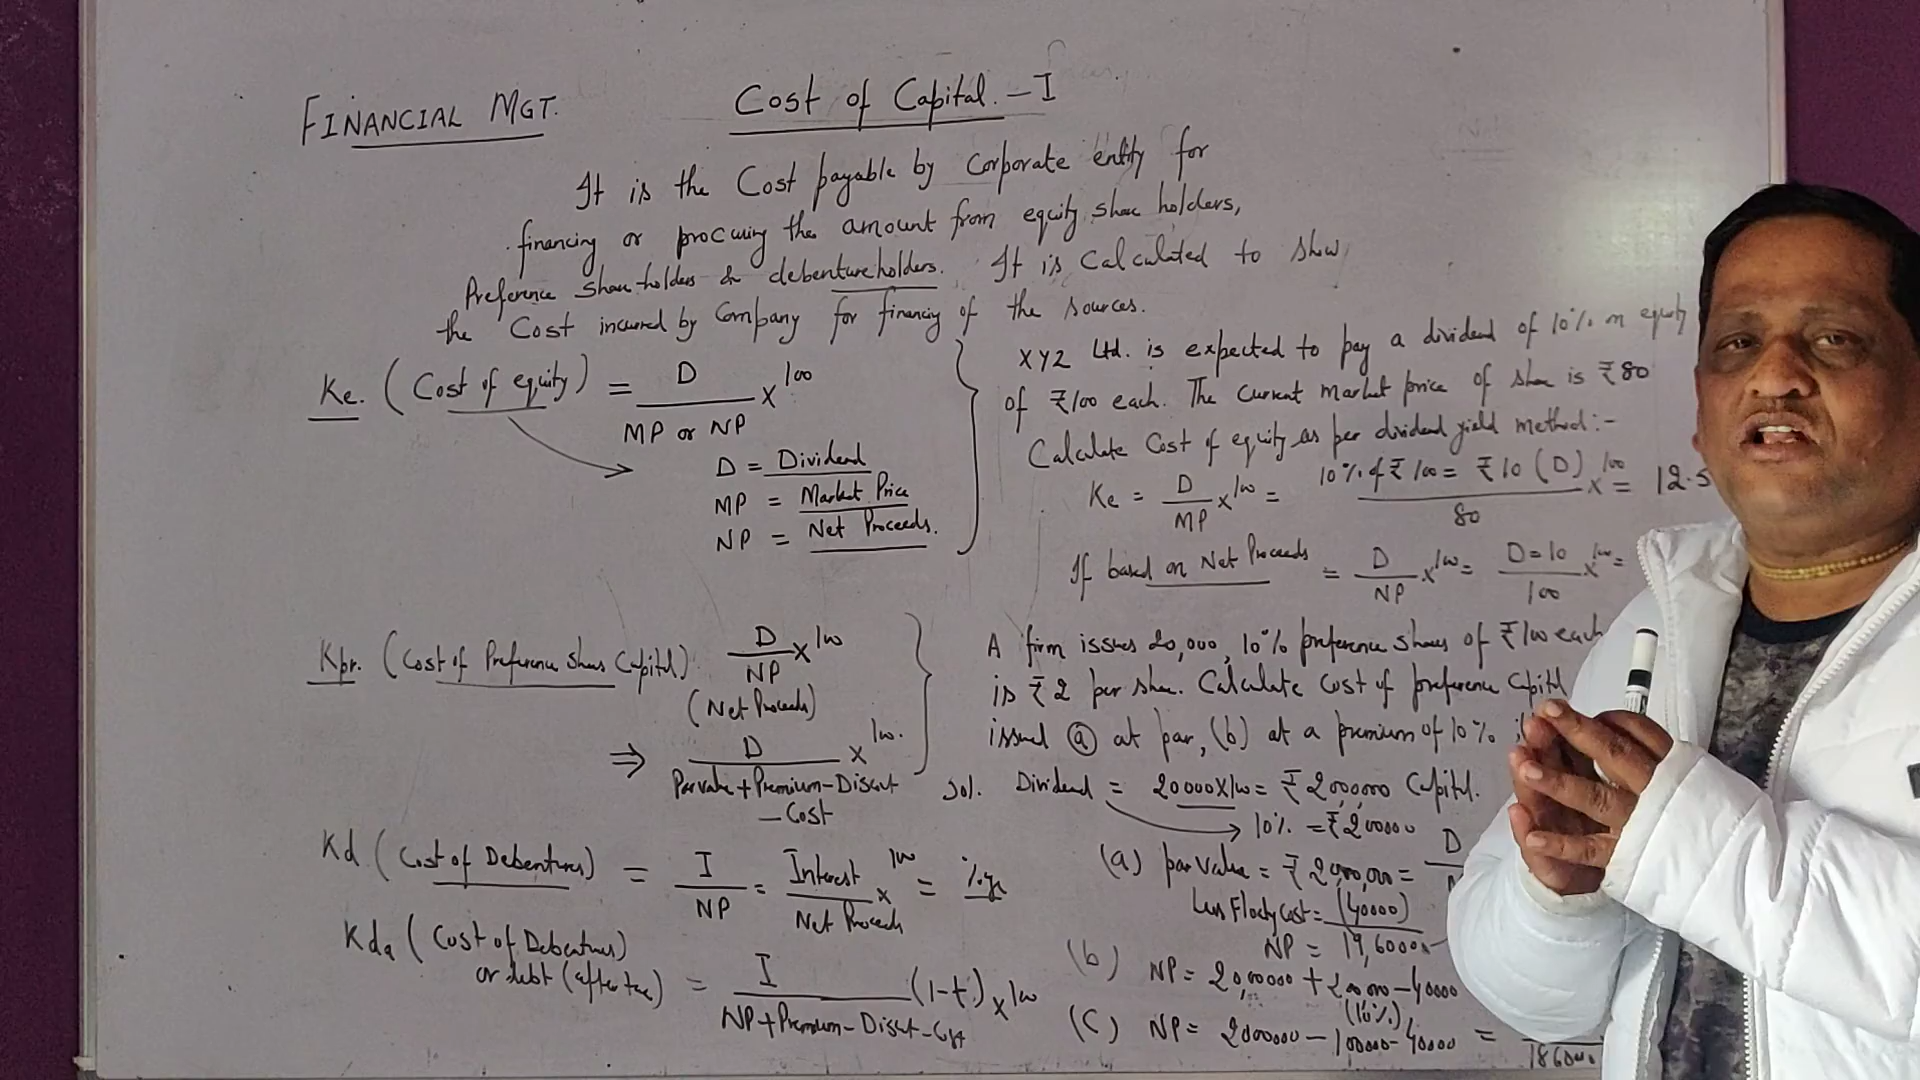 FINANCIAL MGT.
Cost of Capital. - I
It is the Cost payable by Corporate entity for
financing or procuring the amount from equity share holders,
Preference Share holders & debentureholders. It is Calculated to show
the Cost incurred by Company for financing of the sources.
Ke. (Cost of equity) = D / MP or NP x 100
D = Dividend
MP = Market Price
NP = Net Proceeds.
XYZ Ltd. is expected to pay a dividend of 10% on equity
of ₹100 each. The Current market price of share is ₹80
Calculate Cost of equity as per dividend yield method:-
Ke = D / MP x 100 = 10% of ₹100 = ₹10 (D) / 80 x 100 = 12.5
If based on Net Proceeds = D / NP x 100 = D = 10 / 100 x 100 =
Kpr. (Cost of Preference Share Capital) D / NP x 100
(Net Proceeds)
⇒ D / Par value + Premium - Discount - Cost x 100.
A firm issues 20,000, 10% preference shares of ₹100 each
is ₹2 per share. Calculate Cost of preference Capital
issued (a) at par, (b) at a premium of 10%
Sol. Dividend = 20000 x 100 = ₹2000000 Capital.
10% = ₹200000
(a) par value = ₹2000,000 = D
Less Floating Cost = (40000)
NP = 1960000
(b) NP = 2000000 + 200000 - 40000
(10%)
(C) NP = 2000000 - 100000 - 40000 =
1860000
Kd (Cost of Debentures) = I / NP = Interest / Net Proceeds x 100 = %ge
Kda (Cost of Debentures)
or debt (after tax) = I / NP + Premium - Discount - Cost (1-t) x 100